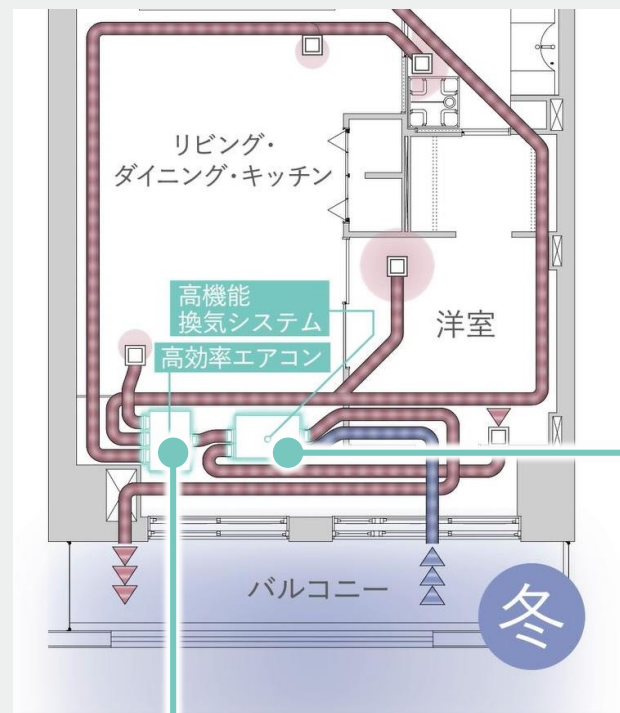 リビング・
ダイニング・キッチン
高機能
換気システム
洋室
高効率エアコン
バルコニー
冬